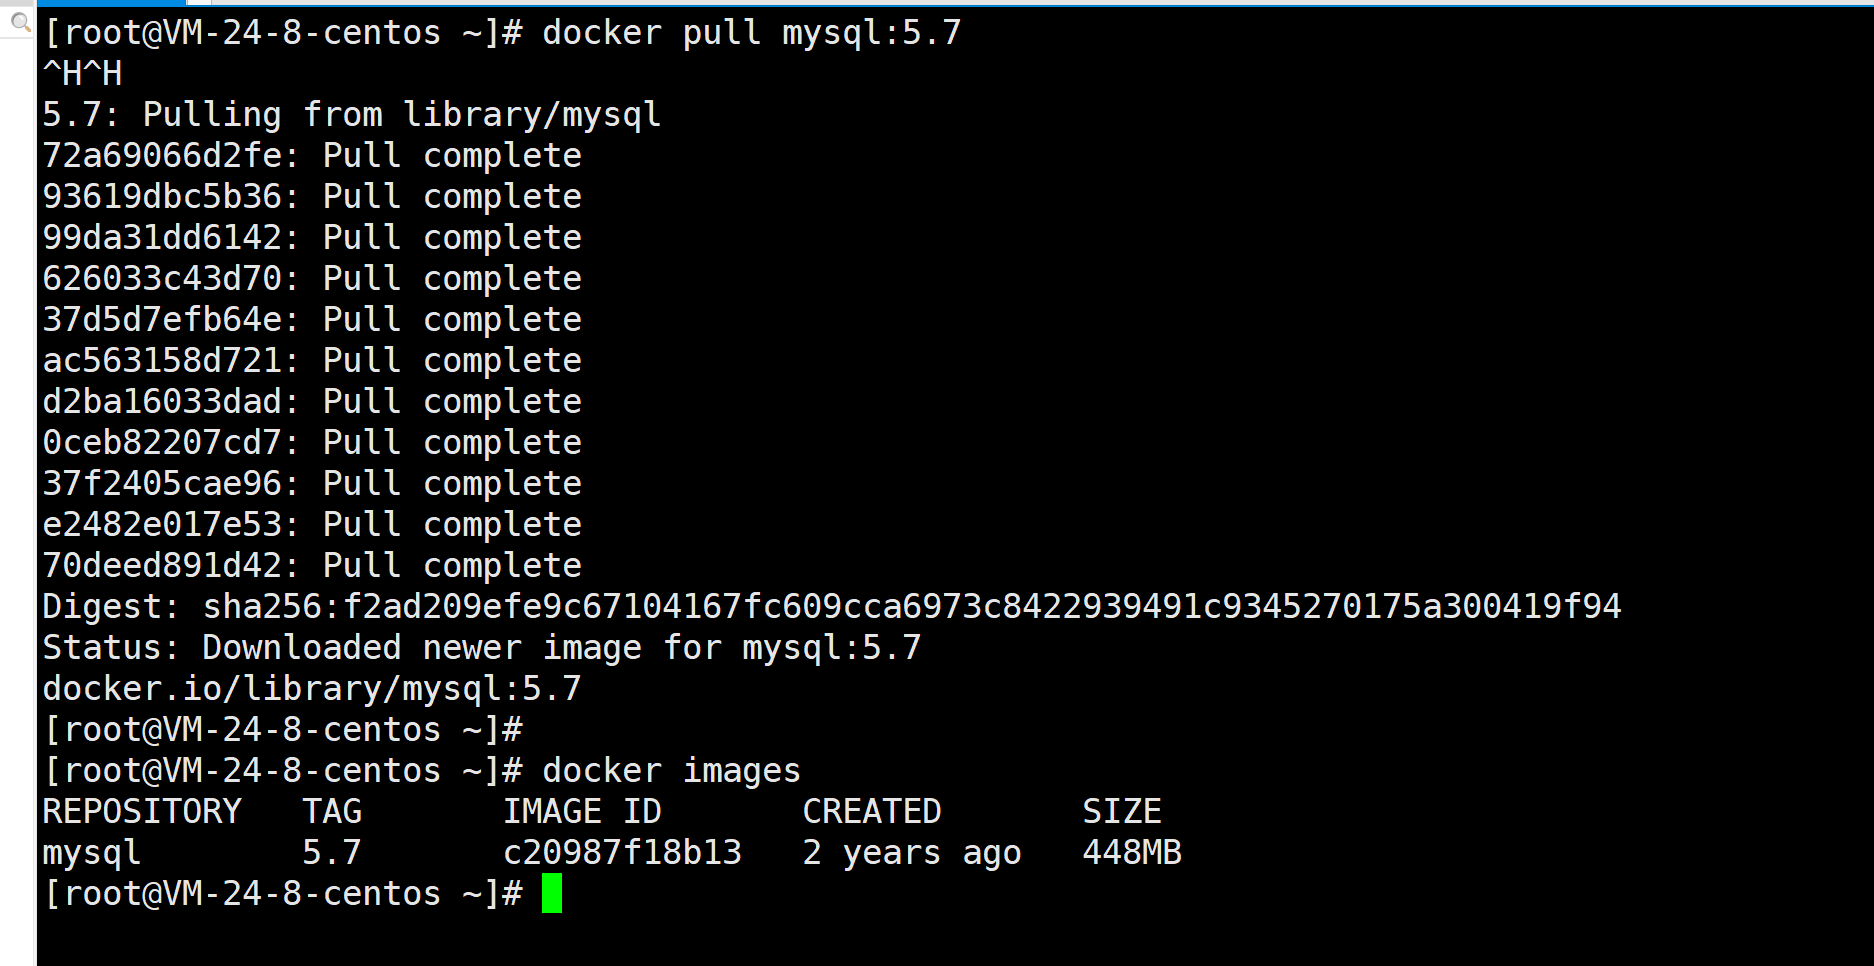 [root@VM-24-8-centos ~]# docker pull mysql:5.7
^H^H
5.7: Pulling from library/mysql
72a69066d2fe: Pull complete
93619dbc5b36: Pull complete
99da31dd6142: Pull complete
626033c43d70: Pull complete
37d5d7efb64e: Pull complete
ac563158d721: Pull complete
d2ba16033dad: Pull complete
0ceb82207cd7: Pull complete
37f2405cae96: Pull complete
e2482e017e53: Pull complete
70deed891d42: Pull complete
Digest: sha256:f2ad209efe9c67104167fc609cca6973c8422939491c9345270175a300419f94
Status: Downloaded newer image for mysql:5.7
docker.io/library/mysql:5.7
[root@VM-24-8-centos ~]#
[root@VM-24-8-centos ~]# docker images
REPOSITORY   TAG       IMAGE ID       CREATED       SIZE
mysql        5.7       c20987f18b13   2 years ago   448MB
[root@VM-24-8-centos ~]#